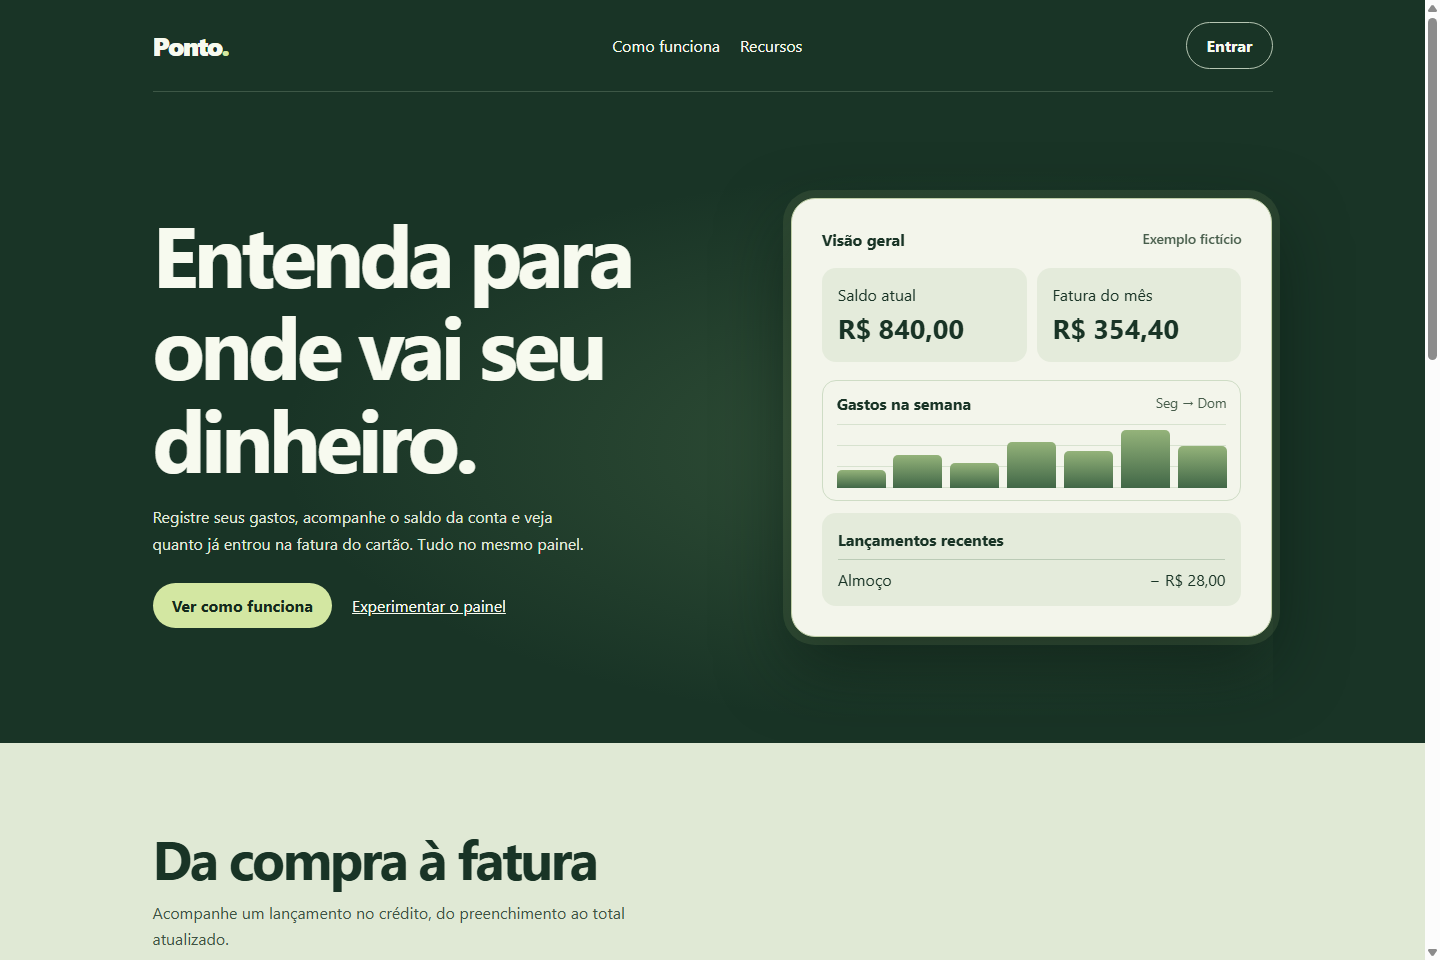 Ponto.
Como funciona
Recursos
Entrar
Entenda para
onde vai seu
dinheiro.
Registre seus gastos, acompanhe o saldo da conta e veja
quanto já entrou na fatura do cartão. Tudo no mesmo painel.
Ver como funciona
Experimentar o painel
Visão geral
Exemplo fictício
Saldo atual
R$ 840,00
Fatura do mês
R$ 354,40
Gastos na semana
Seg → Dom
Lançamentos recentes
Almoço
− R$ 28,00
Da compra à fatura
Acompanhe um lançamento no crédito, do preenchimento ao total
atualizado.